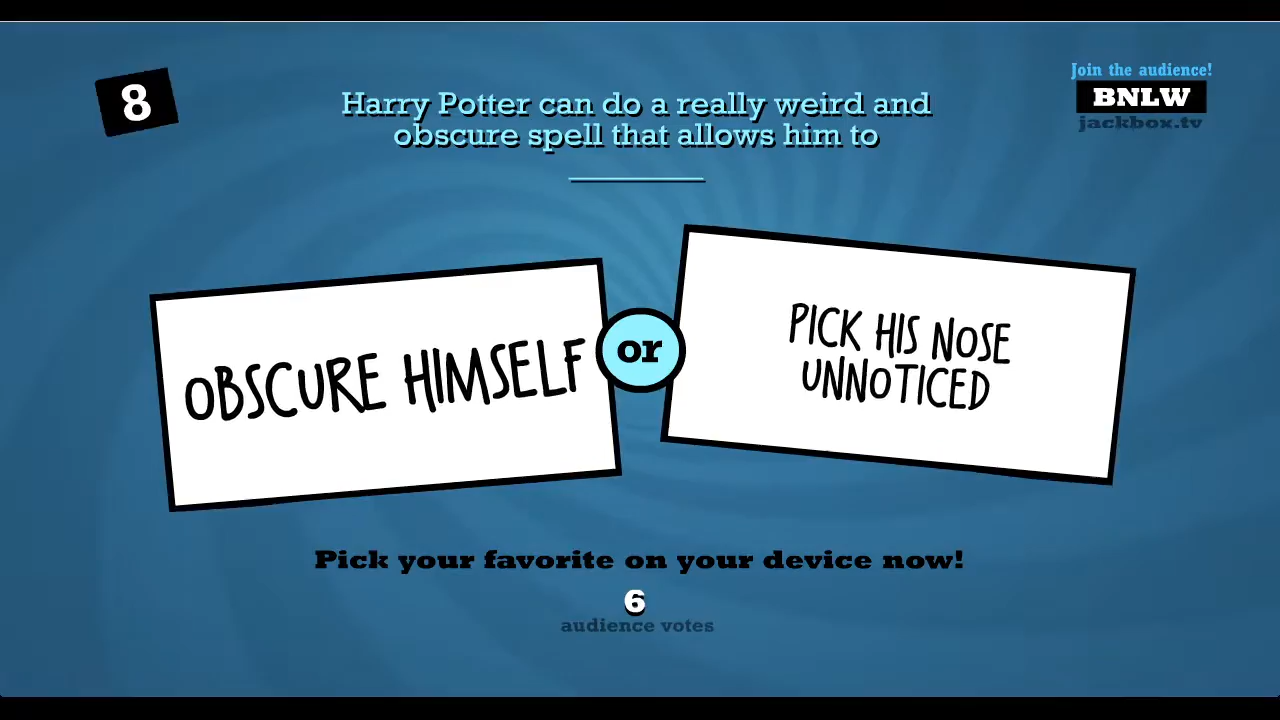 8
Harry Potter can do a really weird and
obscure spell that allows him to
Join the audience!
BNLW
jackbox.tv
OBSCURE HIMSELF
or
PICK HIS NOSE
UNNOTICED
Pick your favorite on your device now!
6
audience votes